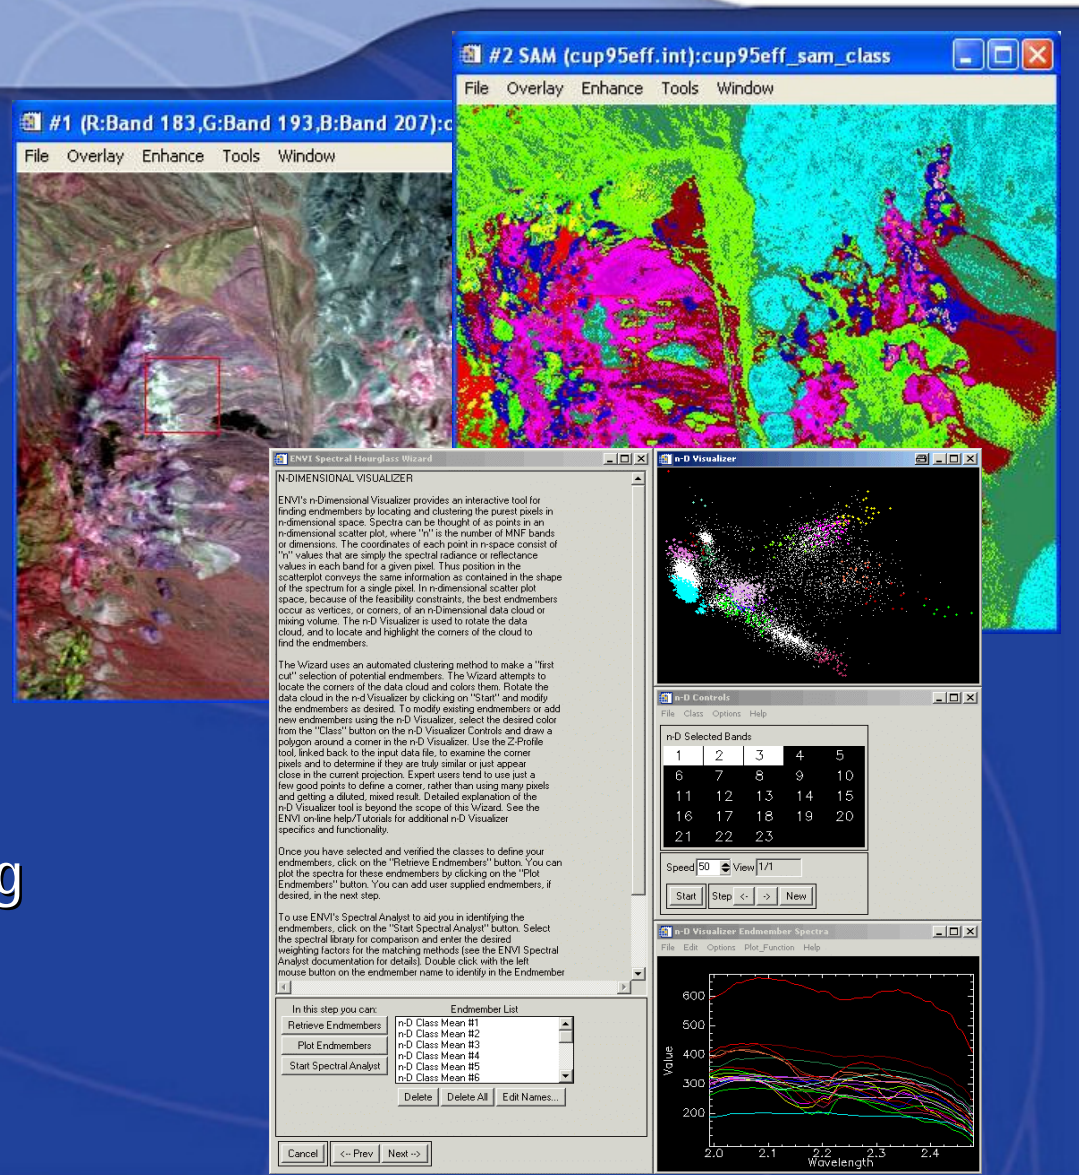 #2 SAM (cup95eff.int):cup95eff_sam_class
File Overlay Enhance Tools Window
#1 (R:Band 183,G:Band 193,B:Band 207):c
File Overlay Enhance Tools Window
g
ENVI Spectral Hourglass Wizard
N-DIMENSIONAL VISUALIZER
ENVI's n-Dimensional Visualizer provides an interactive tool for
finding endmembers by locating and clustering the purest pixels in
n-dimensional space. Spectra can be thought of as points in an
n-dimensional scatter plot, where "n" is the number of MNF bands
or dimensions. The coordinates of each point in n-space consist of
"n" values that are simply the spectral radiance or reflectance
values in each band for a given pixel. Thus position in the
scatterplot conveys the same information as contained in the shape
of the spectrum for a single pixel. In n-dimensional scatter plot
space, because of the feasibility constraints, the best endmembers
occur as vertices, or corners, of an n-Dimensional data cloud or
mixing volume. The n-D Visualizer is used to rotate the data
cloud, and to locate and highlight the corners of the cloud to
find the endmembers.
The Wizard uses an automated clustering method to make a "first
cut" selection of potential endmembers. The Wizard attempts to
locate the corners of the data cloud and colors them. Rotate the
data cloud in the n-d Visualizer by clicking on "Start" and modify
the endmembers as desired. To modify existing endmembers or add
new endmembers using the n-D Visualizer, select the desired color
from the "Class" button on the n-D Visualizer Controls and draw a
polygon around a corner in the n-D Visualizer. Use the Z-Profile
tool, linked back to the input data file, to examine the corner
pixels and to determine if they are truly similar or just appear
close in the current projection. Expert users tend to use just a
few good points to define a corner, rather than using many pixels
and getting a diluted, mixed result. Detailed explanation of the
n-D Visualizer tool is beyond the scope of this Wizard. See the
ENVI on-line help/Tutorials for additional n-D Visualizer
specifics and functionality.
Once you have selected and verified the classes to define your
endmembers, click on the "Retrieve Endmembers" button. You can
plot the spectra for these endmembers by clicking on the "Plot
Endmembers" button. You can add user supplied endmembers, if
desired, in the next step.
To use ENVI's Spectral Analyst to aid you in identifying the
endmembers, click on the "Start Spectral Analyst" button. Select
the spectral library for comparison and enter the desired
weighting factors for the matching methods (see the ENVI Spectral
Analyst documentation for details). Double click with the left
mouse button on the endmember name to identify in the Endmember
In this step you can:
Retrieve Endmembers
Plot Endmembers
Start Spectral Analyst
Endmember List
n-D Class Mean #1
n-D Class Mean #2
n-D Class Mean #3
n-D Class Mean #4
n-D Class Mean #5
n-D Class Mean #6
Delete Delete All Edit Names...
Cancel <-- Prev Next -->
n-D Visualizer
n-D Controls
File Class Options Help
n-D Selected Bands
1 2 3 4 5
6 7 8 9 10
11 12 13 14 15
16 17 18 19 20
21 22 23
Speed 50 View 1/1
Start Step <- -> New
n-D Visualizer Endmember Spectra
File Edit Options Plot_Function Help
600
500
400
300
200
Value
2.0 2.1 2.2 2.3 2.4
Wavelength